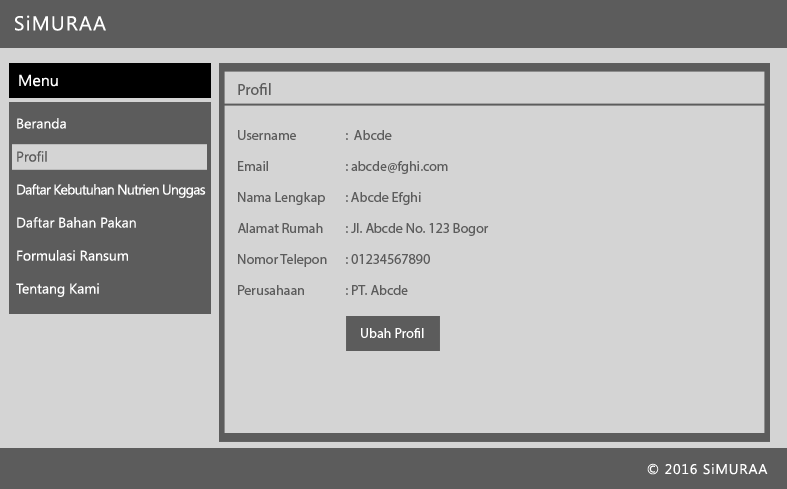 SiMURAA
Menu
Beranda
Profil
Daftar Kebutuhan Nutrien Unggas
Daftar Bahan Pakan
Formulasi Ransum
Tentang Kami
Profil
Username : Abcde
Email : abcde@fghi.com
Nama Lengkap : Abcde Efghi
Alamat Rumah : Jl. Abcde No. 123 Bogor
Nomor Telepon : 01234567890
Perusahaan : PT. Abcde
Ubah Profil
© 2016 SiMURAA